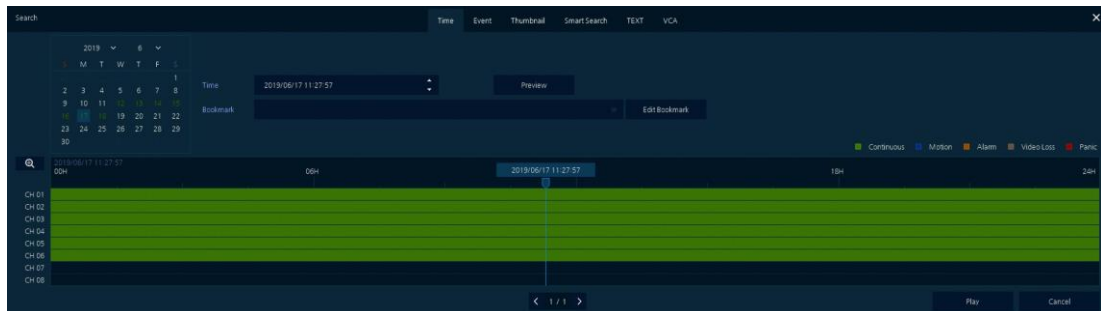 Search
Time Event Thumbnail Smart Search TEXT VCA
2019 6
S M T W T F S
1
2 3 4 5 6 7 8
9 10 11 12 13 14 15
16 17 18 19 20 21 22
23 24 25 26 27 28 29
30
Time 2019/06/17 11:27:57 Preview
Bookmark Edit Bookmark
Continuous Motion Alarm Video Loss Panic
2019/06/17 11:27:57
00H 06H 2019/06/17 11:27:57 18H 24H
CH 01
CH 02
CH 03
CH 04
CH 05
CH 06
CH 07
CH 08
1 / 1
Play Cancel